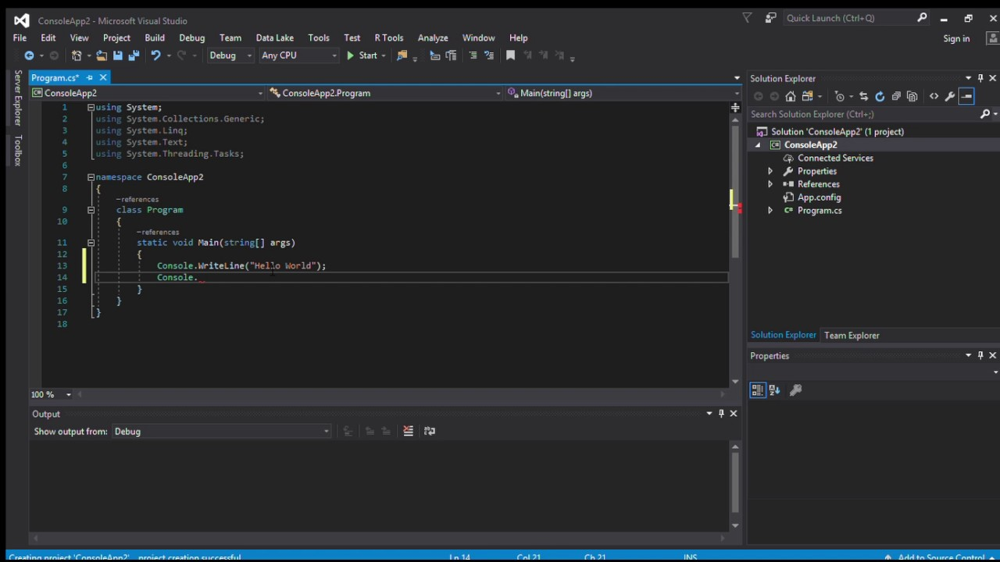 ConsoleApp2 - Microsoft Visual Studio
Quick Launch (Ctrl+Q)
File Edit View Project Build Debug Team Data Lake Tools Test R Tools Analyze Window Help
Sign in
Debug Any CPU Start
Server Explorer
Toolbox
Program.cs*
ConsoleApp2 ConsoleApp2.Program Main(string[] args)
1 using System;
2 using System.Collections.Generic;
3 using System.Linq;
4 using System.Text;
5 using System.Threading.Tasks;
6
7 namespace ConsoleApp2
8 {
–references
9 class Program
10 {
–references
11 static void Main(string[] args)
12 {
13 Console.WriteLine("Hello World");
14 Console.
15 }
16 }
17 }
18
100 %
Output
Show output from: Debug
Solution Explorer
Search Solution Explorer (Ctrl+;)
Solution 'ConsoleApp2' (1 project)
ConsoleApp2
Connected Services
Properties
References
App.config
Program.cs
Solution Explorer Team Explorer
Properties
Creating project 'ConsoleApp2'... project creation successful. Ln 14 Col 21 Ch 21 INS Add to Source Control